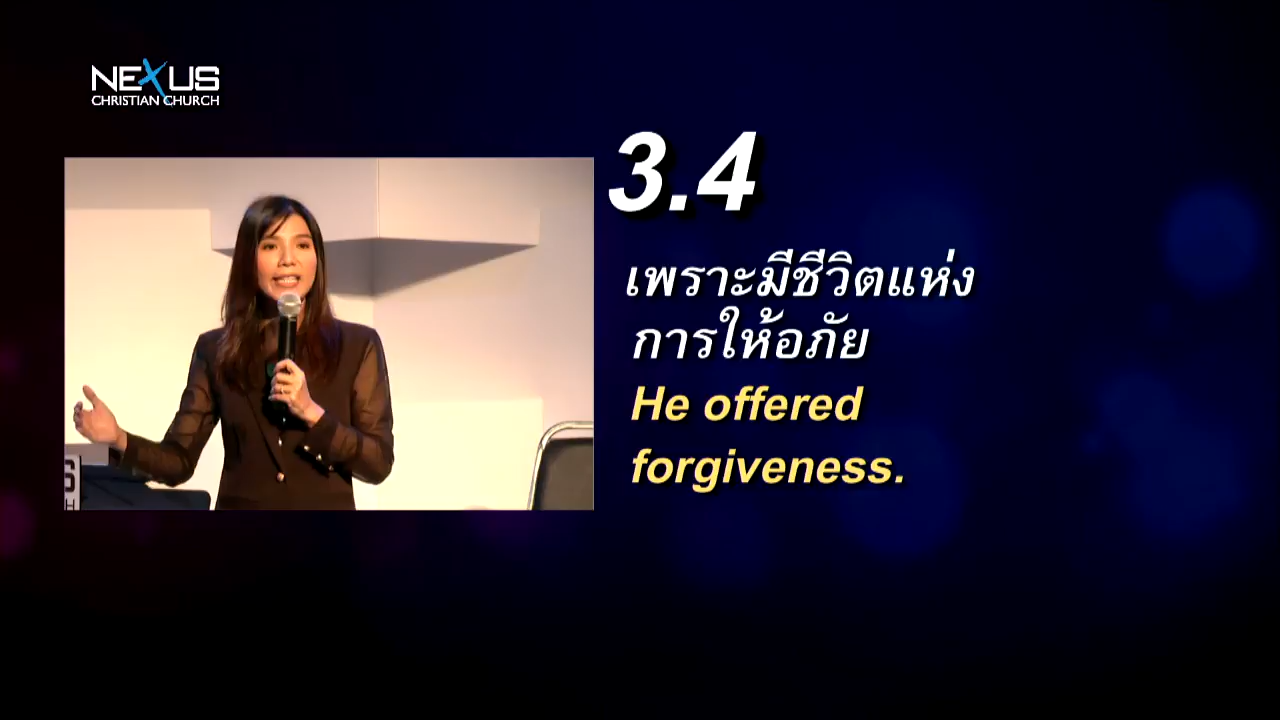 NEXUS
CHRISTIAN CHURCH
3.4
เพราะมีชีวิตแห่ง
การให้อภัย
He offered
forgiveness.
S
H